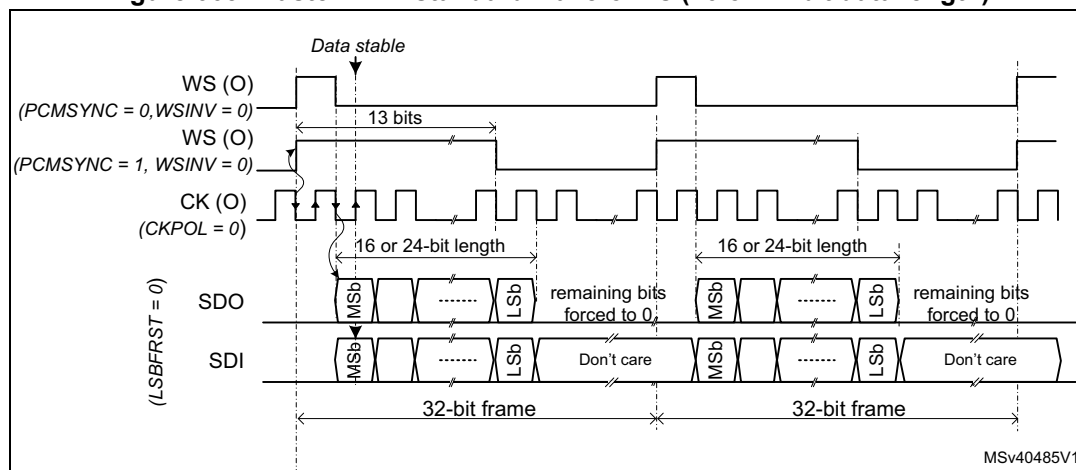 Data stable
WS (O)
(PCMSYNC = 0,WSINV = 0)
13 bits
WS (O)
(PCMSYNC = 1, WSINV = 0)
CK (O)
(CKPOL = 0)
16 or 24-bit length
16 or 24-bit length
(LSBFRST = 0)
SDO
MSb
LSb
remaining bits
forced to 0
MSb
LSb
remaining bits
forced to 0
SDI
MSb
LSb
Don't care
MSb
LSb
Don't care
32-bit frame
32-bit frame
MSv40485V1